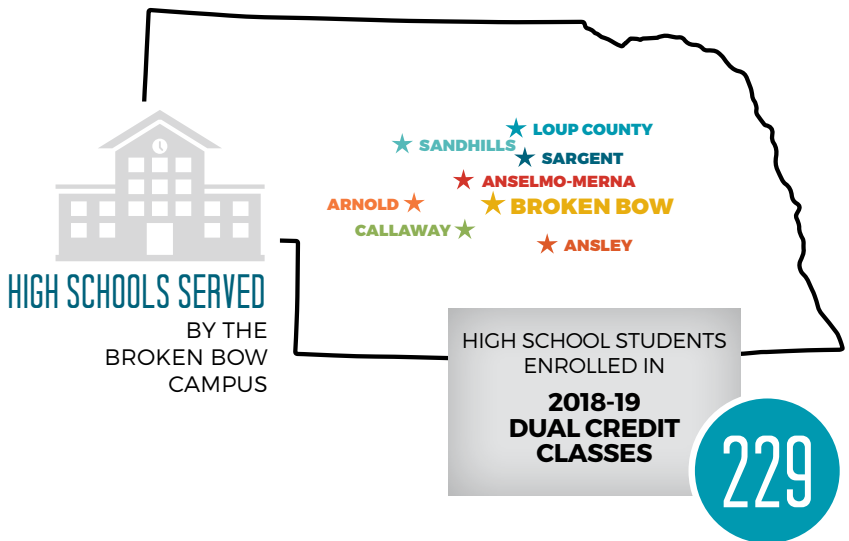 LOUP COUNTY
SANDHILLS
SARGENT
ANSELMO-MERNA
ARNOLD
BROKEN BOW
CALLAWAY
ANSLEY
HIGH SCHOOLS SERVED
BY THE
BROKEN BOW
CAMPUS
HIGH SCHOOL STUDENTS
ENROLLED IN
2018-19
DUAL CREDIT
CLASSES
229